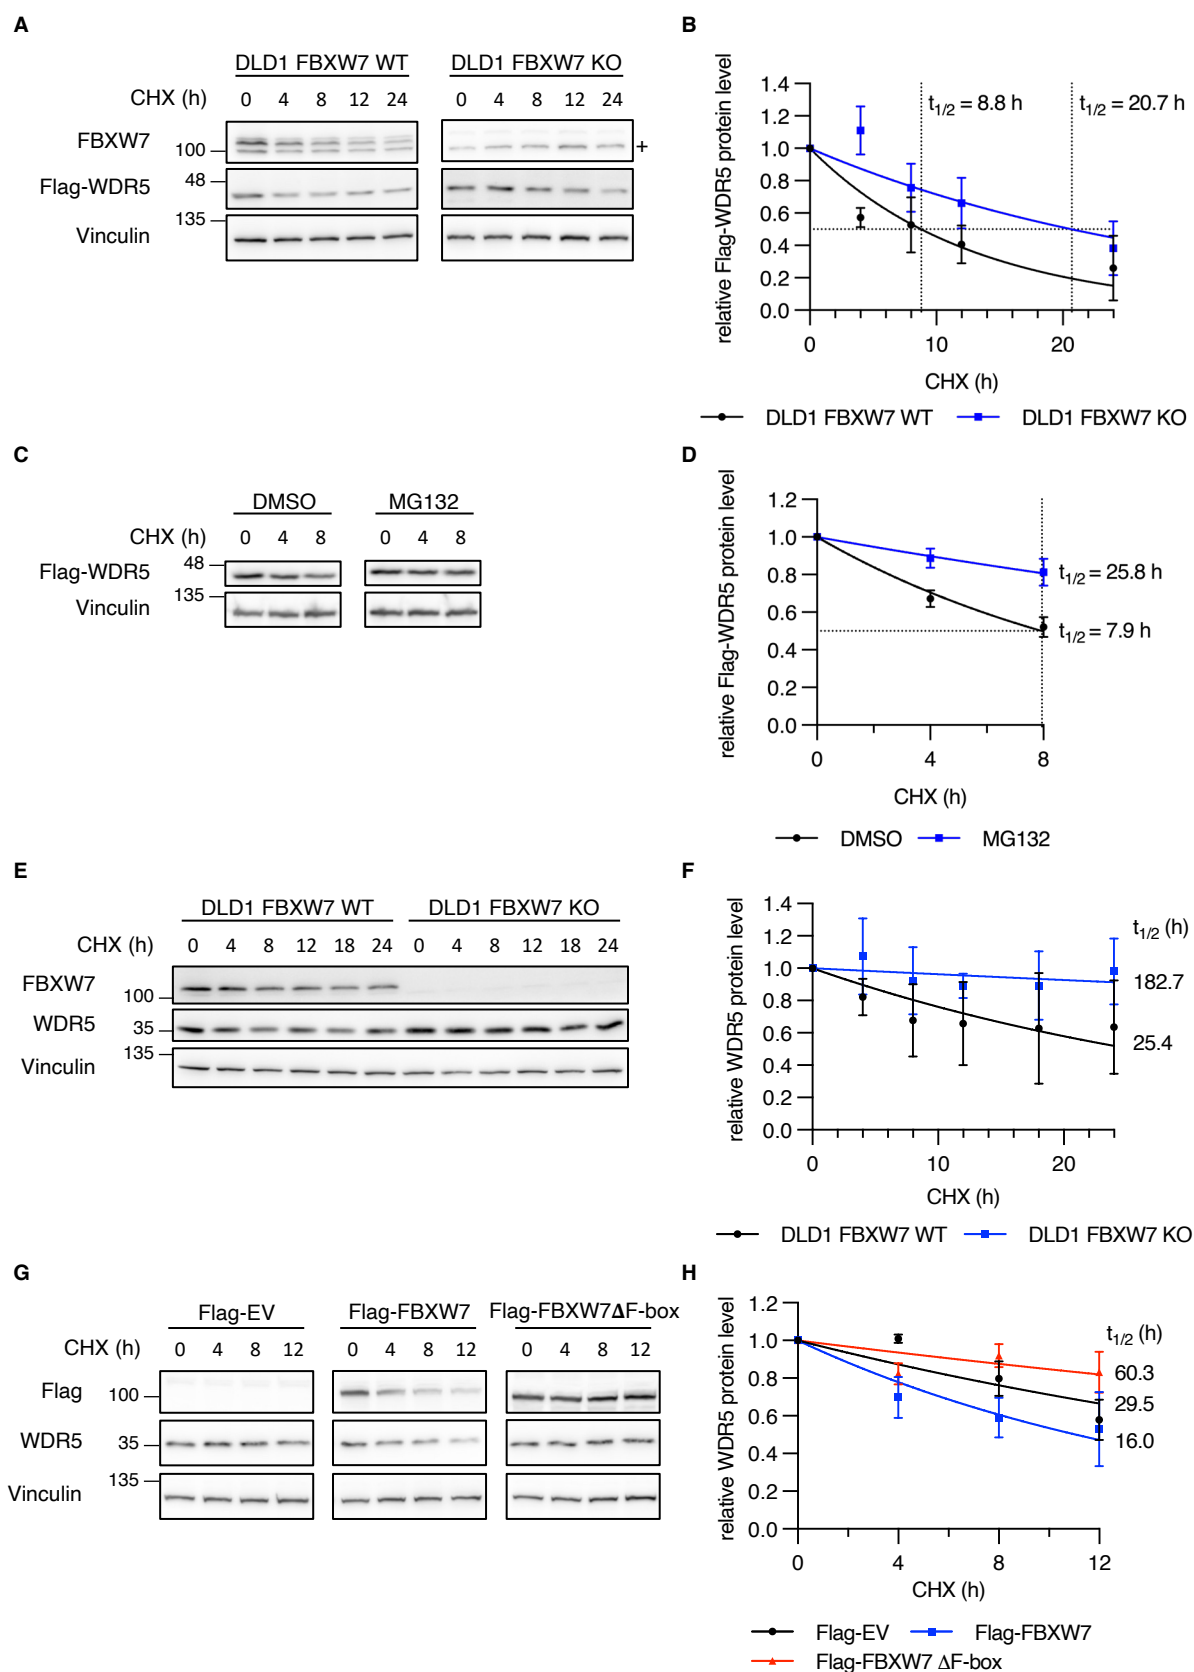 A
DLD1 FBXW7 WT DLD1 FBXW7 KO
CHX (h) 0 4 8 12 24 0 4 8 12 24
FBXW7 100 +
Flag-WDR5 48
Vinculin 135
B
relative Flag-WDR5 protein level
1.4
1.2
1.0
0.8
0.6
0.4
0.2
0.0
t1/2 = 8.8 h t1/2 = 20.7 h
0 10 20
CHX (h)
DLD1 FBXW7 WT DLD1 FBXW7 KO
C
DMSO MG132
CHX (h) 0 4 8 0 4 8
Flag-WDR5 48
Vinculin 135
D
relative Flag-WDR5 protein level
1.2
1.0
0.8
0.6
0.4
0.2
0.0
t1/2 = 25.8 h
t1/2 = 7.9 h
0 4 8
CHX (h)
DMSO MG132
E
DLD1 FBXW7 WT DLD1 FBXW7 KO
CHX (h) 0 4 8 12 18 24 0 4 8 12 18 24
FBXW7 100
WDR5 35
Vinculin 135
F
relative WDR5 protein level
1.4
1.2
1.0
0.8
0.6
0.4
0.2
0.0
t1/2 (h)
182.7
25.4
0 10 20
CHX (h)
DLD1 FBXW7 WT DLD1 FBXW7 KO
G
Flag-EV Flag-FBXW7 Flag-FBXW7ΔF-box
CHX (h) 0 4 8 12 0 4 8 12 0 4 8 12
Flag 100
WDR5 35
Vinculin 135
H
relative WDR5 protein level
1.2
1.0
0.8
0.6
0.4
0.2
0.0
t1/2 (h)
60.3
29.5
16.0
0 4 8 12
CHX (h)
Flag-EV Flag-FBXW7
Flag-FBXW7 ΔF-box